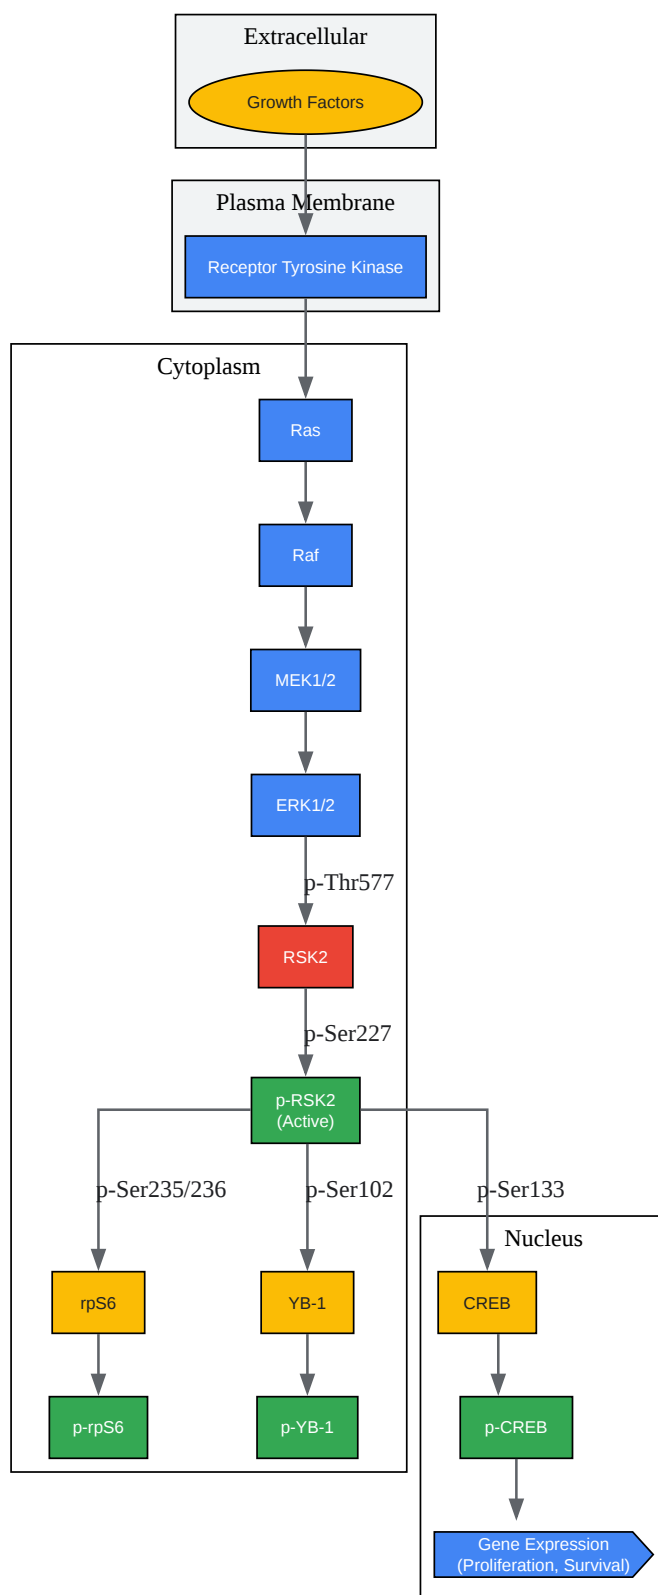 Extracellular
Growth Factors
Plasma Membrane
Receptor Tyrosine Kinase
Cytoplasm
Ras
Raf
MEK1/2
ERK1/2
p-Thr577
RSK2
p-Ser227
p-RSK2
(Active)
p-Ser235/236
p-Ser102
p-Ser133
Nucleus
rpS6
YB-1
CREB
p-rpS6
p-YB-1
p-CREB
Gene Expression
(Proliferation, Survival)